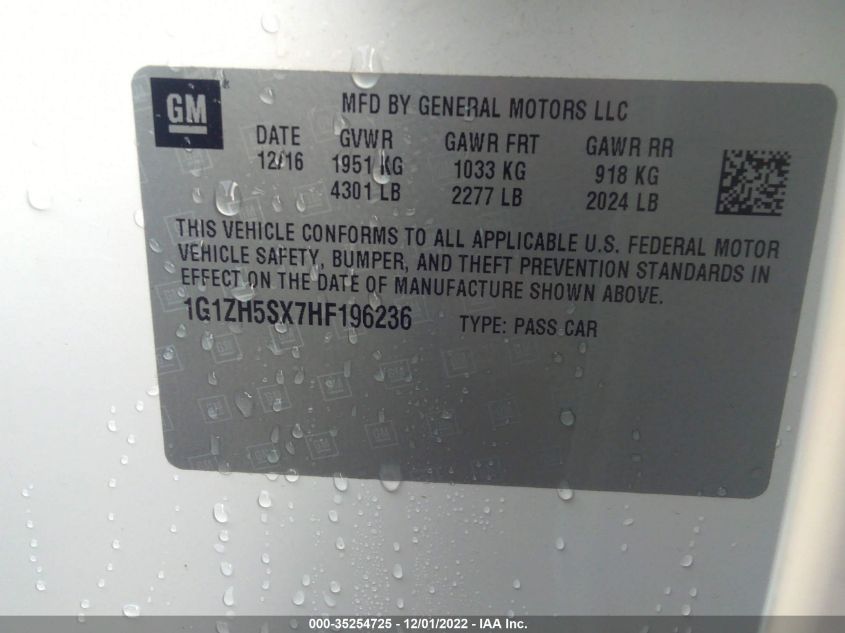 GM
MFD BY GENERAL MOTORS LLC
DATE GVWR GAWR FRT GAWR RR
12/16 1951 KG 1033 KG 918 KG
4301 LB 2277 LB 2024 LB
THIS VEHICLE CONFORMS TO ALL APPLICABLE U.S. FEDERAL MOTOR
VEHICLE SAFETY, BUMPER, AND THEFT PREVENTION STANDARDS IN
EFFECT ON THE DATE OF MANUFACTURE SHOWN ABOVE.
1G1ZH5SX7HF196236 TYPE: PASS CAR
000-35254725 - 12/01/2022 - IAA Inc.